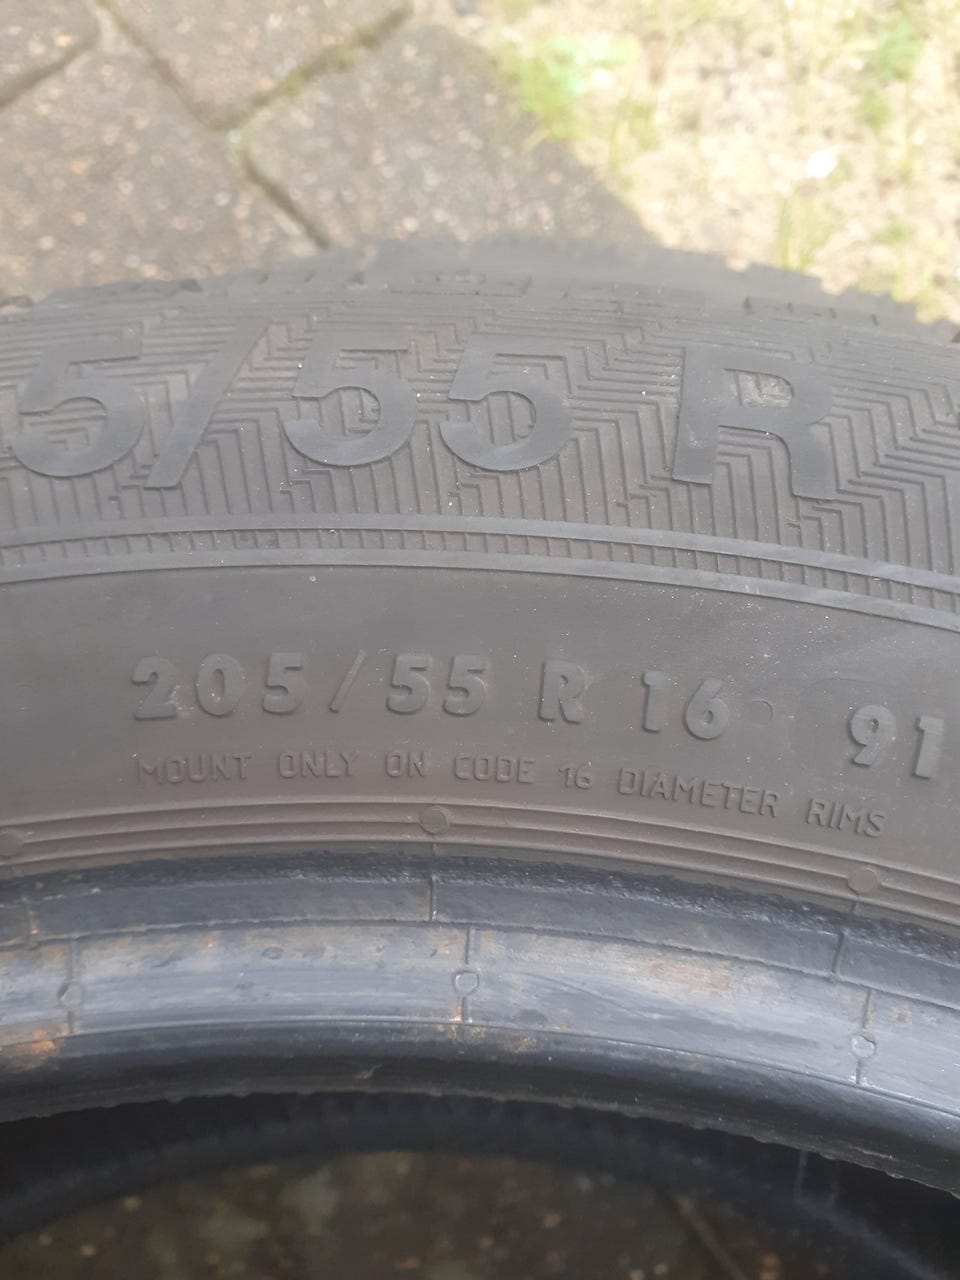 5/55 R
205/55 R 16 91
MOUNT ONLY ON CODE 16 DIAMETER RIMS